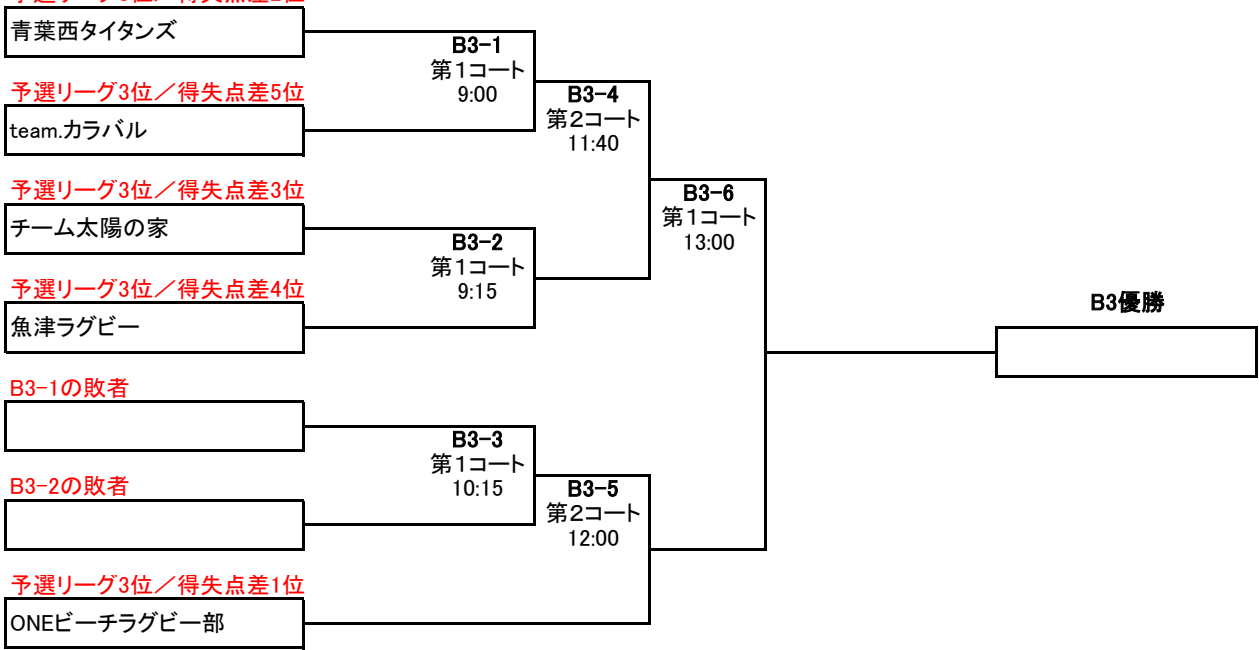 青葉西タイタンズ
B3-1
第1コート
9:00
予選リーグ3位／得失点差5位
team.カラバル
B3-4
第2コート
11:40
予選リーグ3位／得失点差3位
チーム太陽の家
B3-2
第1コート
9:15
B3-6
第1コート
13:00
予選リーグ3位／得失点差4位
魚津ラグビー
B3優勝
B3-1の敗者
B3-3
第1コート
10:15
B3-2の敗者
B3-5
第2コート
12:00
予選リーグ3位／得失点差1位
ONEビーチラグビー部